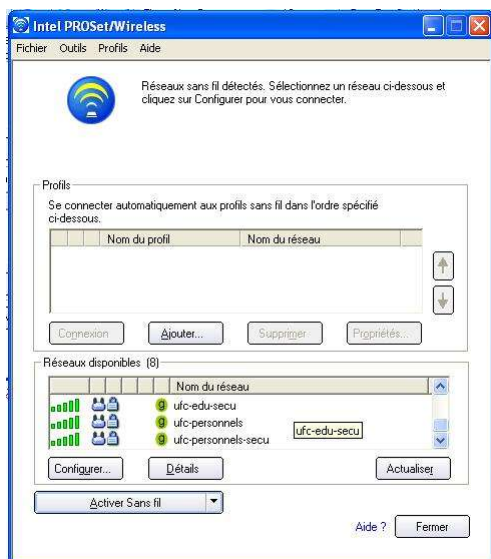 Intel PROSet/Wireless
Fichier Outils Profils Aide
Réseaux sans fil détectés. Sélectionnez un réseau ci-dessous et
cliquez sur Configurer pour vous connecter.
Profils
Se connecter automatiquement aux profils sans fil dans l'ordre spécifié
ci-dessous.
Nom du profil Nom du réseau
Connexion Ajouter... Supprimer Propriétés...
Réseaux disponibles (8)
Nom du réseau
g ufc-edu-secu
g ufc-personnels
ufc-edu-secu
g ufc-personnels-secu
Configurer... Détails Actualiser
Activer Sans fil
Aide ? Fermer